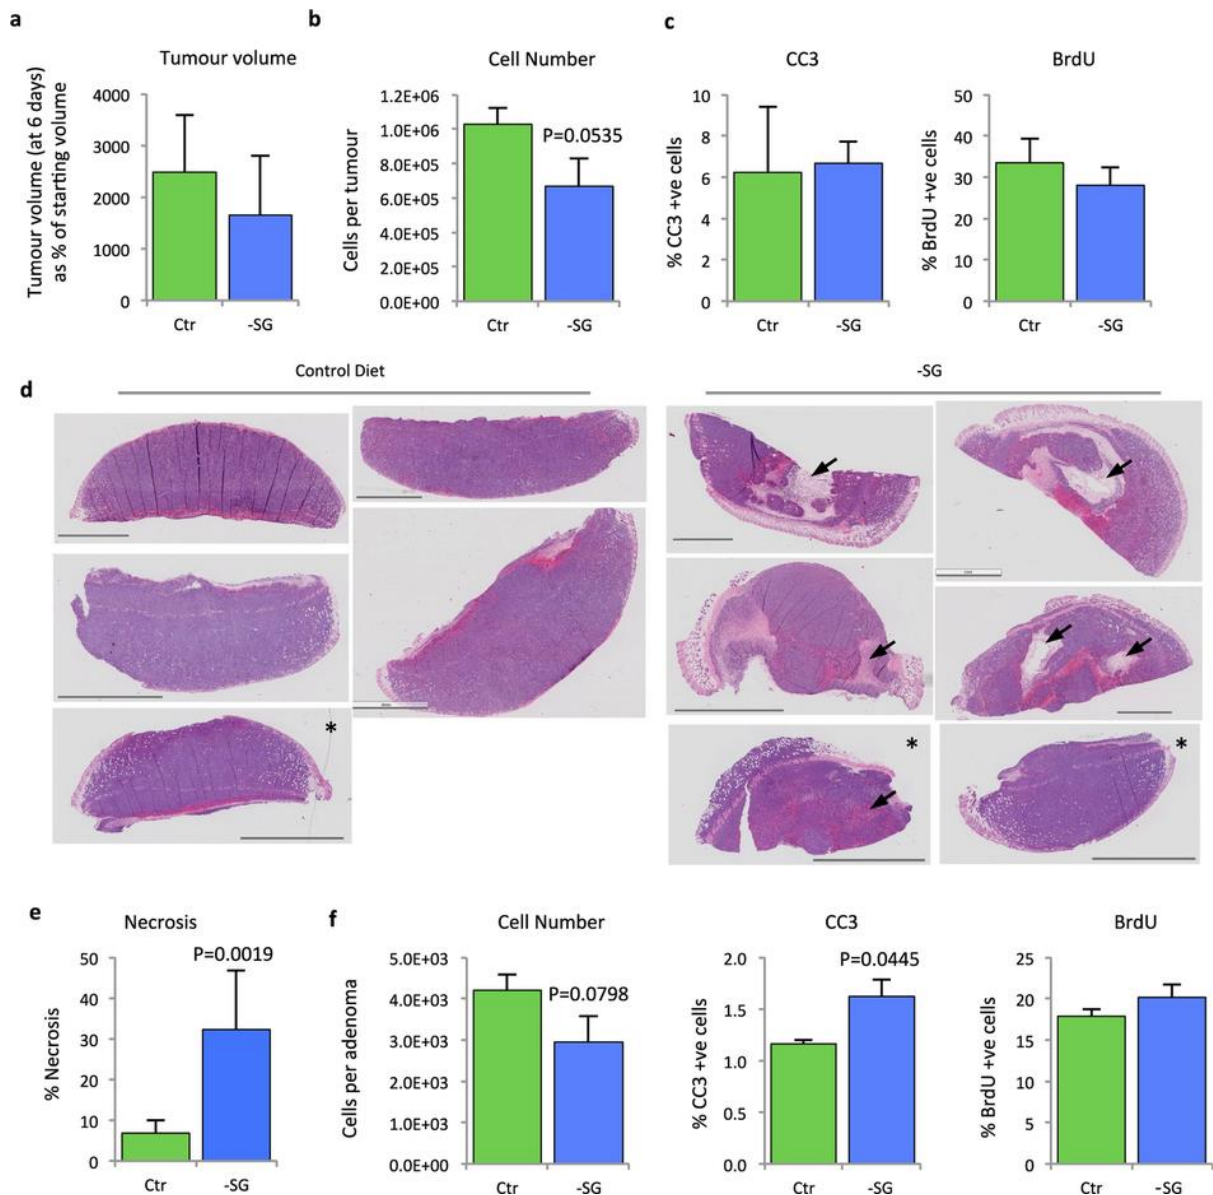 a
Tumour volume
Tumour volume (at 6 days)
as % of starting volume
4000
3000
2000
1000
0
Ctr
-SG
b
Cell Number
Cells per tumour
1.2E+06
1.0E+06
8.0E+05
6.0E+05
4.0E+05
2.0E+05
0.0E+00
P=0.0535
Ctr
-SG
c
CC3
% CC3 +ve cells
10
8
6
4
2
0
Ctr
-SG
BrdU
% BrdU +ve cells
50
40
30
20
10
0
Ctr
-SG
d
Control Diet
-SG
*
*
*
e
Necrosis
% Necrosis
50
40
30
20
10
0
P=0.0019
Ctr
-SG
f
Cell Number
Cells per adenoma
5.0E+03
4.0E+03
3.0E+03
2.0E+03
1.0E+03
0.0E+00
P=0.0798
Ctr
-SG
CC3
% CC3 +ve cells
2.0
1.5
1.0
0.5
0.0
P=0.0445
Ctr
-SG
BrdU
% BrdU +ve cells
25
20
15
10
5
0
Ctr
-SG